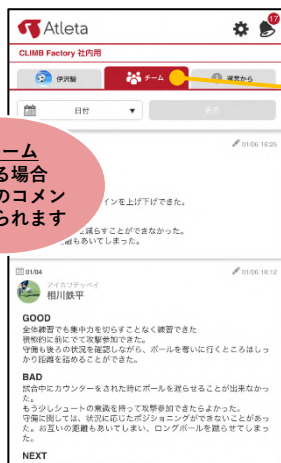 Atleta
17
CLIMB Factory 社内用
伊沢駿
チーム
運営から
日付
▼
表示
01/06 16:25
ーム
る場合
のコメン
られます
インを上げ下げできた。
減らすことができなかった。
離もあいてしまった。
01/04
01/06 16:12
アイカワテッペイ
相川鉄平
GOOD
全体練習でも集中力を切らすことなく練習できた
積極的に前にでて攻撃参加できた。
守備も後ろの状況を確認しながら、ボールを奪いに行くところはしっ
かり距離を詰めることができた。
BAD
試合中にカウンターをされた時にボールを遅らせることが出来なかっ
た。
もう少しシュートの意識を持って攻撃参加できたらよかった。
守備に関しては、状況に応じたポジショニングができないことがあっ
た。お互いの距離もあいてしまい、ロングボールを蹴らせてしまっ
た。
NEXT